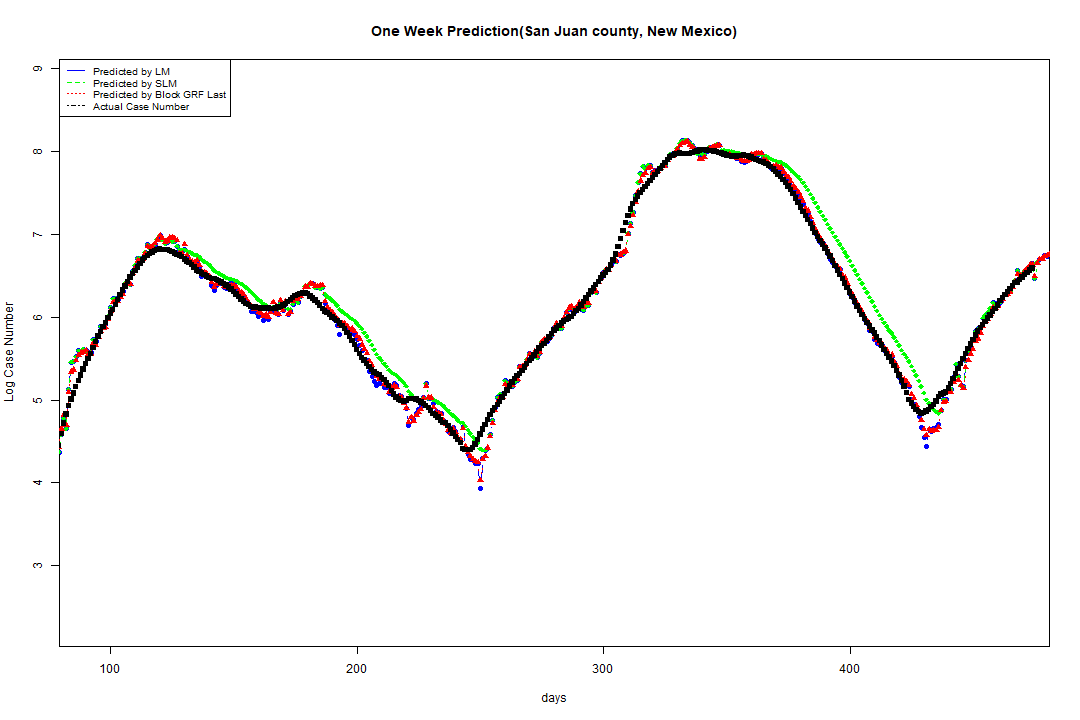 One Week Prediction(San Juan county, New Mexico)
Predicted by LM
Predicted by SLM
Predicted by Block GRF Last
Actual Case Number
9
8
7
6
5
4
3
Log Case Number
100 200 300 400
days